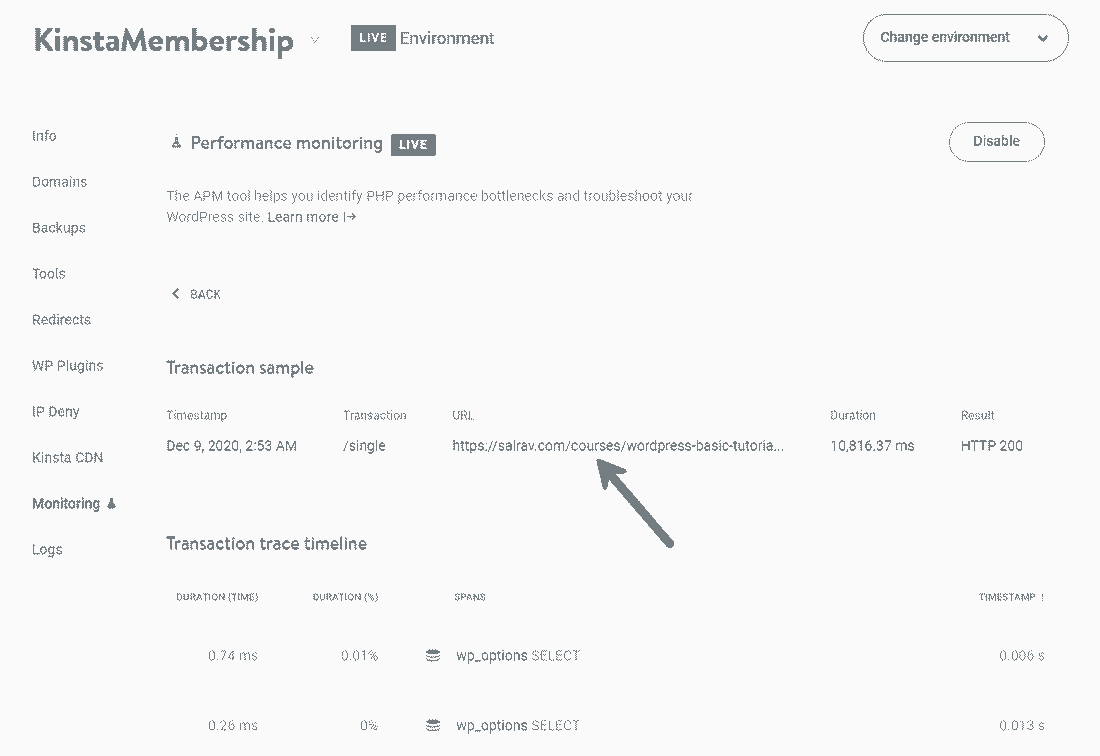 KinstaMembership
LIVE Environment
Change environment
Info
Domains
Backups
Tools
Redirects
WP Plugins
IP Deny
Kinsta CDN
Monitoring
Logs
Performance monitoring LIVE
Disable
The APM tool helps you identify PHP performance bottlenecks and troubleshoot your
WordPress site. Learn more
BACK
Transaction sample
Timestamp Transaction URL Duration Result
Dec 9, 2020, 2:53 AM /single https://salrav.com/courses/wordpress-basic-tutoria... 10,816.37 ms HTTP 200
Transaction trace timeline
DURATION (TIME) DURATION (%) SPANS TIMESTAMP
0.74 ms 0.01% wp_options SELECT 0.006 s
0.26 ms 0% wp_options SELECT 0.013 s